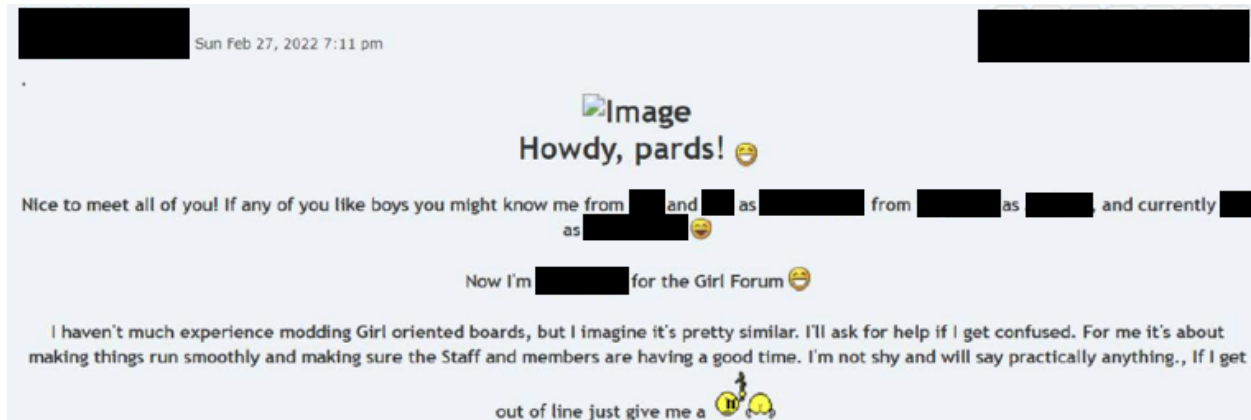 Sun Feb 27, 2022 7:11 pm
.
Image
Howdy, pards!
Nice to meet all of you! If any of you like boys you might know me from and as from as , and currently
as
Now I'm for the Girl Forum
I haven't much experience modding Girl oriented boards, but I imagine it's pretty similar. I'll ask for help if I get confused. For me it's about
making things run smoothly and making sure the Staff and members are having a good time. I'm not shy and will say practically anything., If I get
out of line just give me a